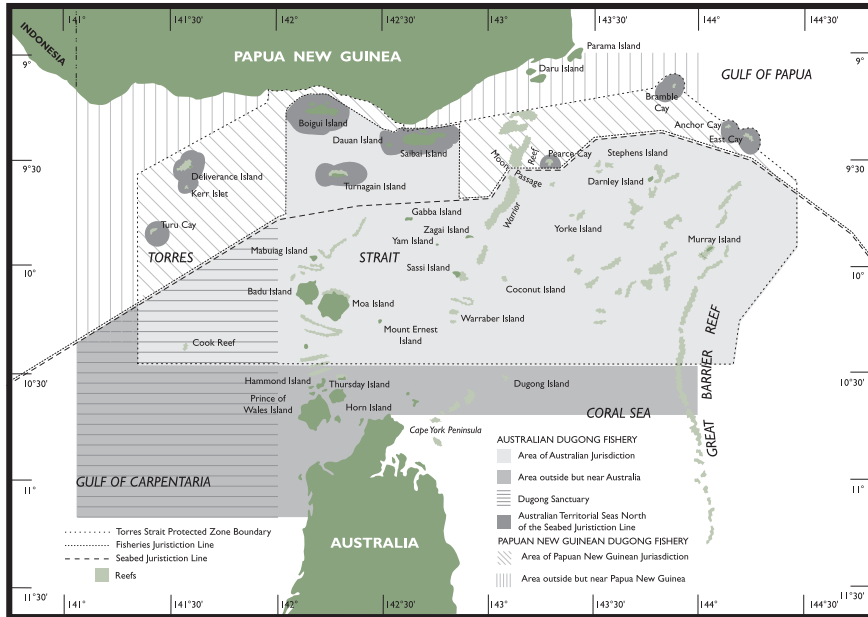 141°
141°30'
142°
142°30'
143°
143°30'
144°
144°30'
INDONESIA
PAPUA NEW GUINEA
Parama Island
Daru Island
GULF OF PAPUA
9°
9°
Bramble
Cay
Boigui Island
Anchor Cay
East Cay
Dauan Island
Saibai Island
Moon
Reef
Passage
Pearce Cay
Stephens Island
9°30'
9°30'
Deliverance Island
Kerr Islet
Turnagain Island
Darnley Island
Warrior
Turu Cay
Gabba Island
Zagai Island
Yam Island
Yorke Island
Murray Island
Mabuiag Island
TORRES
STRAIT
10°
10°
Sassi Island
Badu Island
Moa Island
Coconut Island
Warraber Island
Mount Ernest
Island
Cook Reef
GREAT BARRIER REEF
10°30'
10°30'
Hammond Island
Thursday Island
Dugong Island
Prince of
Wales Island
Horn Island
CORAL SEA
Cape York Peninsula
GULF OF CARPENTARIA
11°
11°
AUSTRALIAN DUGONG FISHERY
Area of Australian Jurisdiction
Area outside but near Australia
Dugong Sanctuary
Australian Territorial Seas North
of the Seabed Juristiction Line
PAPUAN NEW GUINEAN DUGONG FISHERY
Area of Papuan New Guinean Juriasdiction
Area outside but near Papua New Guinea
Torres Strait Protected Zone Boundary
Fisheries Juristiction Line
Seabed Juristiction Line
Reefs
AUSTRALIA
11°30'
11°30'
141°
141°30'
142°
142°30'
143°
143°30'
144°
144°30'